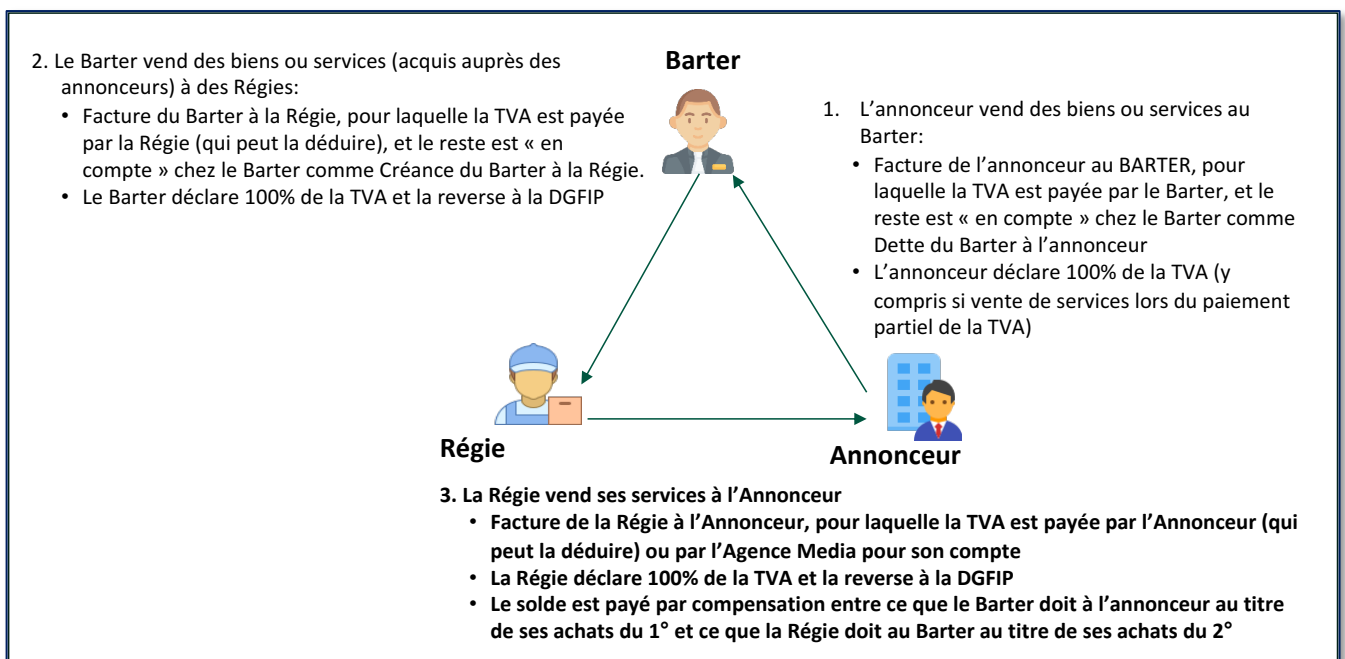 Barter
2. Le Barter vend des biens ou services (acquis auprès des
annonceurs) à des Régies:
• Facture du Barter à la Régie, pour laquelle la TVA est payée
par la Régie (qui peut la déduire), et le reste est « en
compte » chez le Barter comme Créance du Barter à la Régie.
• Le Barter déclare 100% de la TVA et la reverse à la DGFIP
1. L’annonceur vend des biens ou services au
Barter:
• Facture de l’annonceur au BARTER, pour
laquelle la TVA est payée par le Barter, et le
reste est « en compte » chez le Barter comme
Dette du Barter à l’annonceur
• L’annonceur déclare 100% de la TVA (y
compris si vente de services lors du paiement
partiel de la TVA)
Régie
Annonceur
3. La Régie vend ses services à l’Annonceur
• Facture de la Régie à l’Annonceur, pour laquelle la TVA est payée par l’Annonceur (qui
peut la déduire) ou par l’Agence Media pour son compte
• La Régie déclare 100% de la TVA et la reverse à la DGFIP
• Le solde est payé par compensation entre ce que le Barter doit à l’annonceur au titre
de ses achats du 1° et ce que la Régie doit au Barter au titre de ses achats du 2°